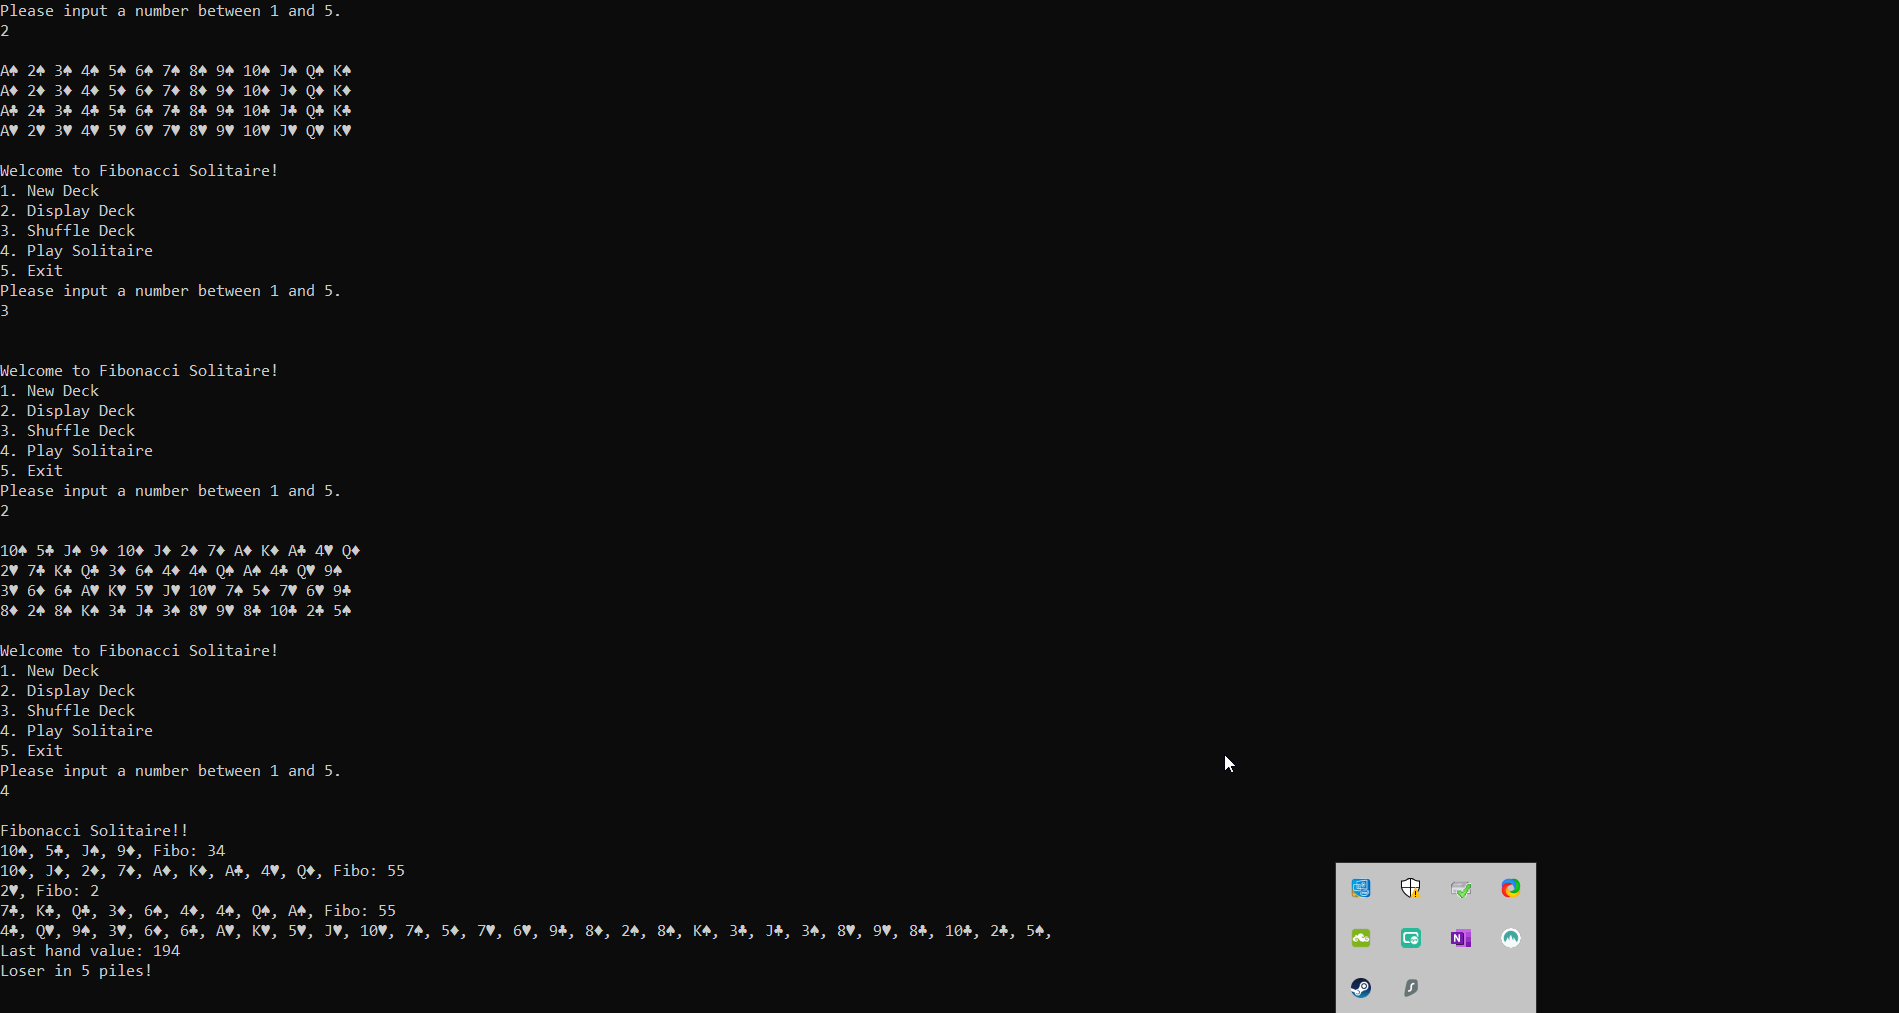 Please input a number between 1 and 5.
2
A♠ 2♠ 3♠ 4♠ 5♠ 6♠ 7♠ 8♠ 9♠ 10♠ J♠ Q♠ K♠
A♦ 2♦ 3♦ 4♦ 5♦ 6♦ 7♦ 8♦ 9♦ 10♦ J♦ Q♦ K♦
A♣ 2♣ 3♣ 4♣ 5♣ 6♣ 7♣ 8♣ 9♣ 10♣ J♣ Q♣ K♣
A♥ 2♥ 3♥ 4♥ 5♥ 6♥ 7♥ 8♥ 9♥ 10♥ J♥ Q♥ K♥
Welcome to Fibonacci Solitaire!
1. New Deck
2. Display Deck
3. Shuffle Deck
4. Play Solitaire
5. Exit
Please input a number between 1 and 5.
3
Welcome to Fibonacci Solitaire!
1. New Deck
2. Display Deck
3. Shuffle Deck
4. Play Solitaire
5. Exit
Please input a number between 1 and 5.
2
10♠ 5♣ J♠ 9♦ 10♦ J♦ 2♦ 7♦ A♦ K♦ A♣ 4♥ Q♦
2♥ 7♣ K♣ Q♣ 3♦ 6♠ 4♦ 4♠ Q♠ A♠ 4♣ Q♥ 9♠
3♥ 6♦ 6♣ A♥ K♥ 5♥ J♥ 10♥ 7♠ 5♦ 7♥ 6♥ 9♣
8♦ 2♠ 8♠ K♠ 3♣ J♣ 3♠ 8♥ 9♥ 8♣ 10♣ 2♣ 5♠
Welcome to Fibonacci Solitaire!
1. New Deck
2. Display Deck
3. Shuffle Deck
4. Play Solitaire
5. Exit
Please input a number between 1 and 5.
4
Fibonacci Solitaire!!
10♠, 5♣, J♠, 9♦, Fibo: 34
10♦, J♦, 2♦, 7♦, A♦, K♦, A♣, 4♥, Q♦, Fibo: 55
2♥, Fibo: 2
7♣, K♣, Q♣, 3♦, 6♠, 4♦, 4♠, Q♠, A♠, Fibo: 55
4♣, Q♥, 9♠, 3♥, 6♦, 6♣, A♥, K♥, 5♥, J♥, 10♥, 7♠, 5♦, 7♥, 6♥, 9♣, 8♦, 2♠, 8♠, K♠, 3♣, J♣, 3♠, 8♥, 9♥, 8♣, 10♣, 2♣, 5♠,
Last hand value: 194
Loser in 5 piles!
N